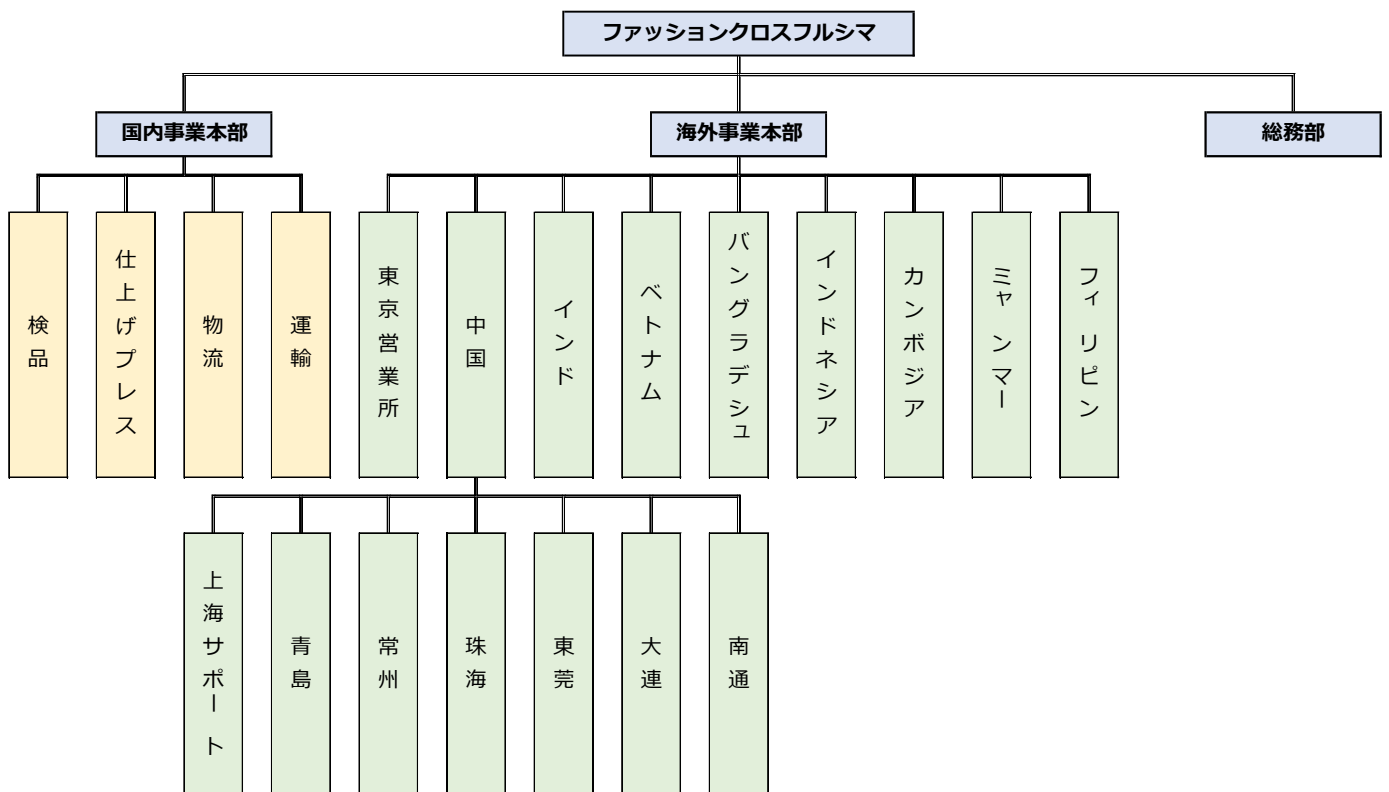 ファッションクロスフルシマ
国内事業本部
海外事業本部
総務部
検品
仕上げプレス
物流
運輸
東京営業所
中国
インド
ベトナム
バングラデシュ
インドネシア
カンボジア
ミャンマー
フィリピン
上海サポート
青島
常州
珠海
東莞
大連
南通